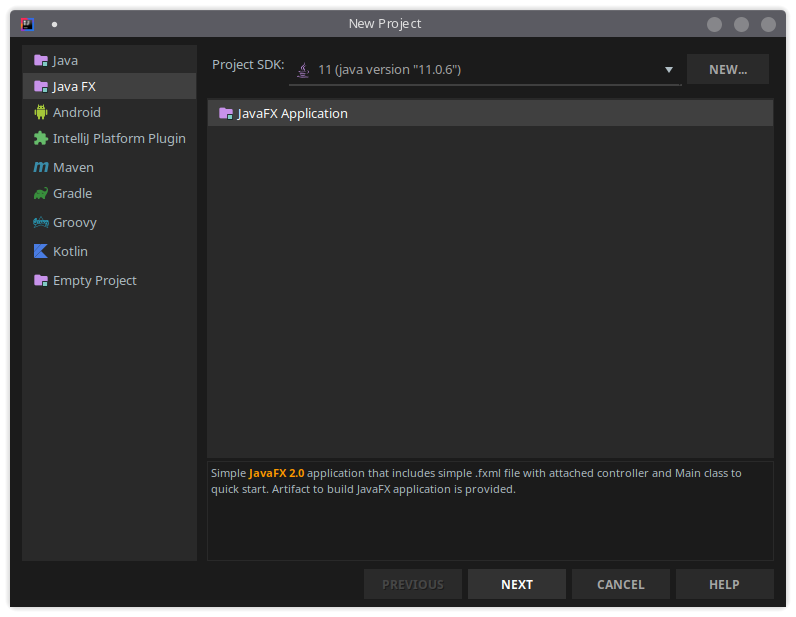 New Project
Java
Java FX
Android
IntelliJ Platform Plugin
Maven
Gradle
Groovy
Kotlin
Empty Project
Project SDK:
11 (java version "11.0.6")
NEW...
JavaFX Application
Simple JavaFX 2.0 application that includes simple .fxml file with attached controller and Main class to
quick start. Artifact to build JavaFX application is provided.
PREVIOUS
NEXT
CANCEL
HELP